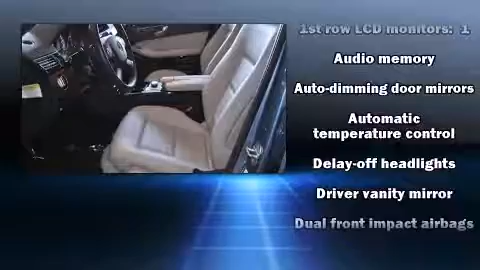 1st row LCD monitors: 1
Audio memory
Auto-dimming door mirrors
Automatic
temperature control
Delay-off headlights
Driver vanity mirror
Dual front impact airbags